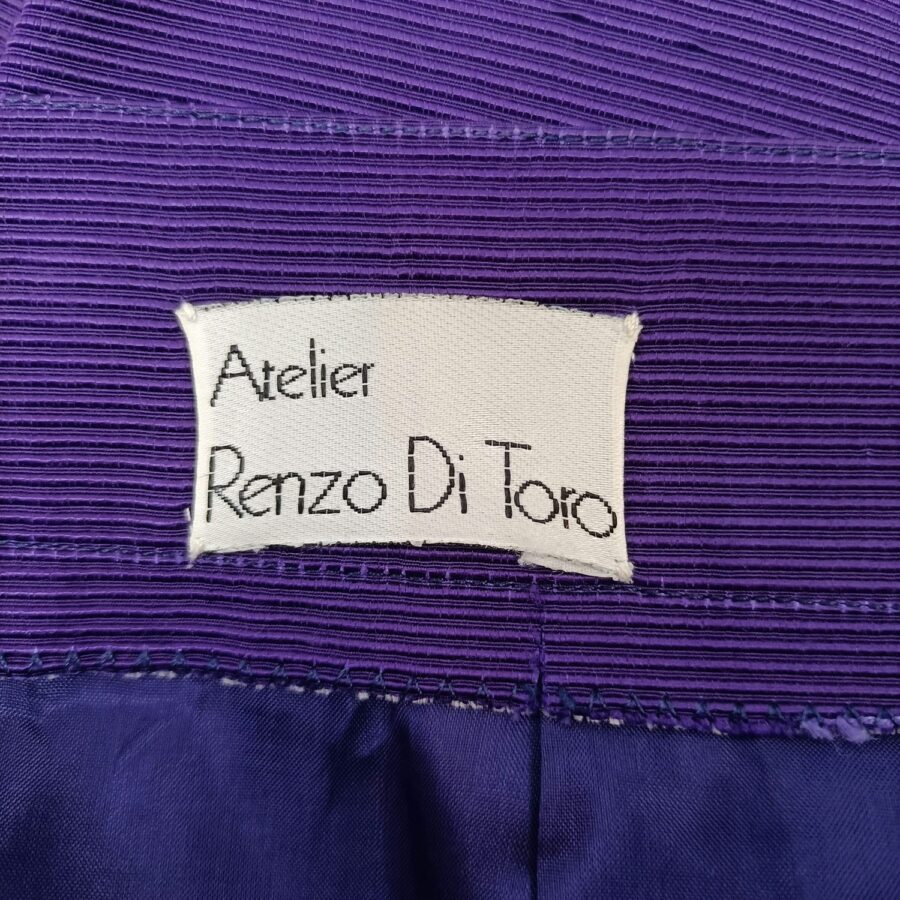 Atelier
Renzo Di Toro